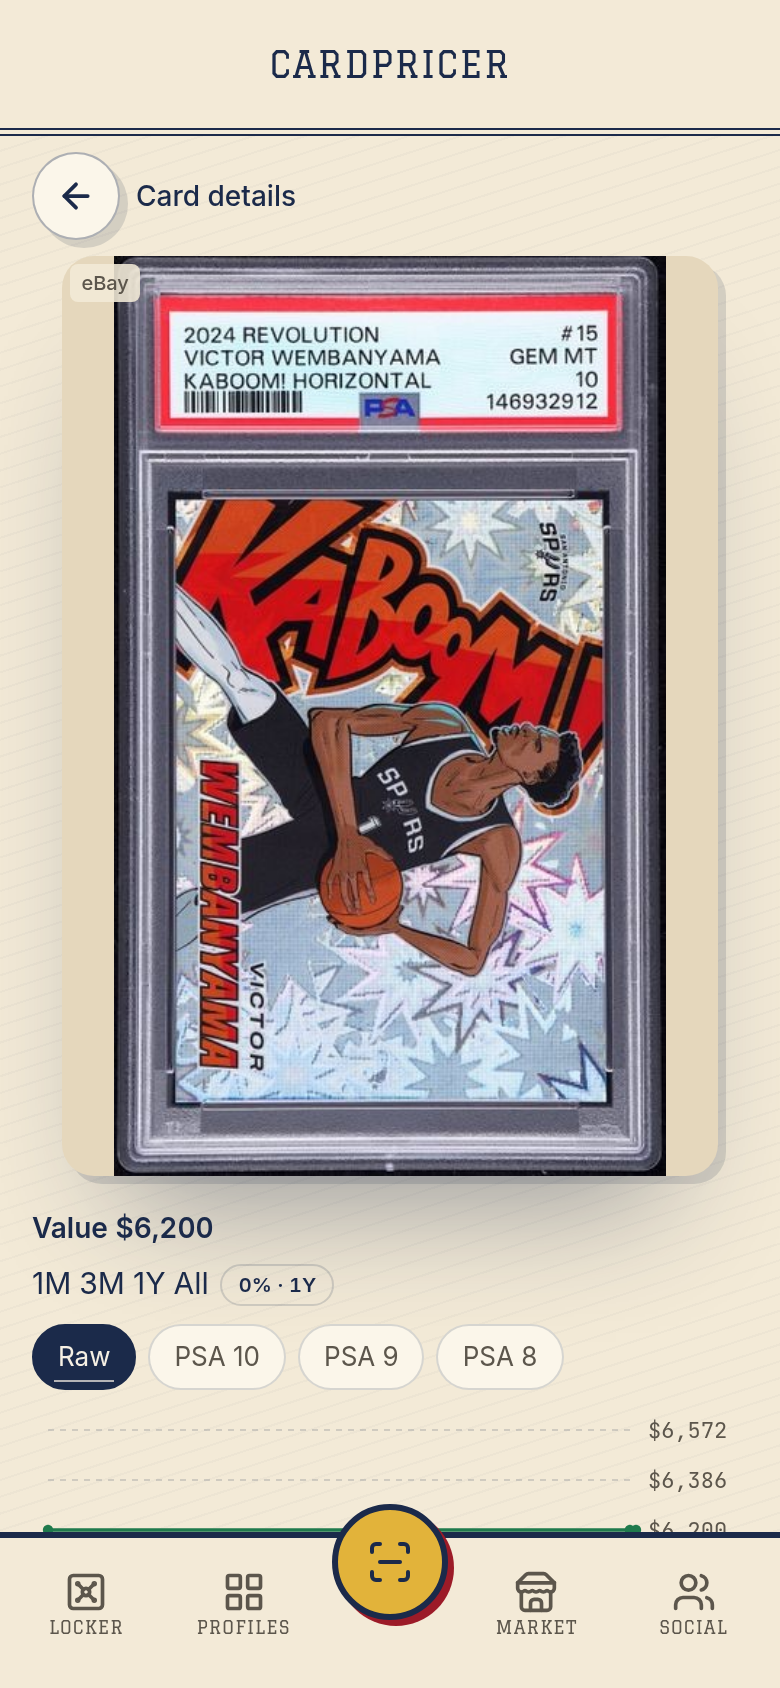 CARDPRICER
Card details
eBay
2024 REVOLUTION #15
VICTOR WEMBANYAMA GEM MT
KABOOM! HORIZONTAL 10
PSA 146932912
KABOOM!
SAN ANTONIO
SPURS
SPURS
1
VICTOR
WEMBANYAMA
Value $6,200
1M 3M 1Y All 0% · 1Y
Raw PSA 10 PSA 9 PSA 8
$6,572
$6,386
$6,200
LOCKER PROFILES MARKET SOCIAL